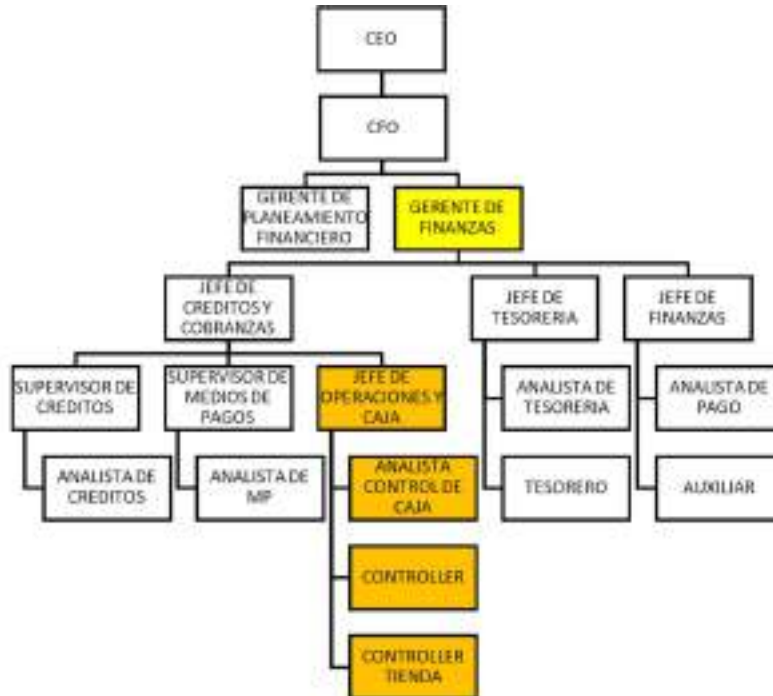 CEO
CFO
GERENTE DE
PLANEAMIENTO
FINANCIERO
GERENTE DE
FINANZAS
JEFE DE
CREDITOS Y
COBRANZAS
JEFE DE
TESORERIA
JEFE DE
FINANZAS
SUPERVISOR DE
CREDITOS
SUPERVISOR DE
MEDIOS DE
PAGOS
JEFE DE
OPERACIONES Y
CAJA
ANALISTA DE
TESORERIA
ANALISTA DE
PAGO
ANALISTA DE
CREDITOS
ANALISTA DE
MP
ANALISTA
CONTROL DE
CAJA
TESORERO
AUXILIAR
CONTROLLER
CONTROLLER
TIENDA